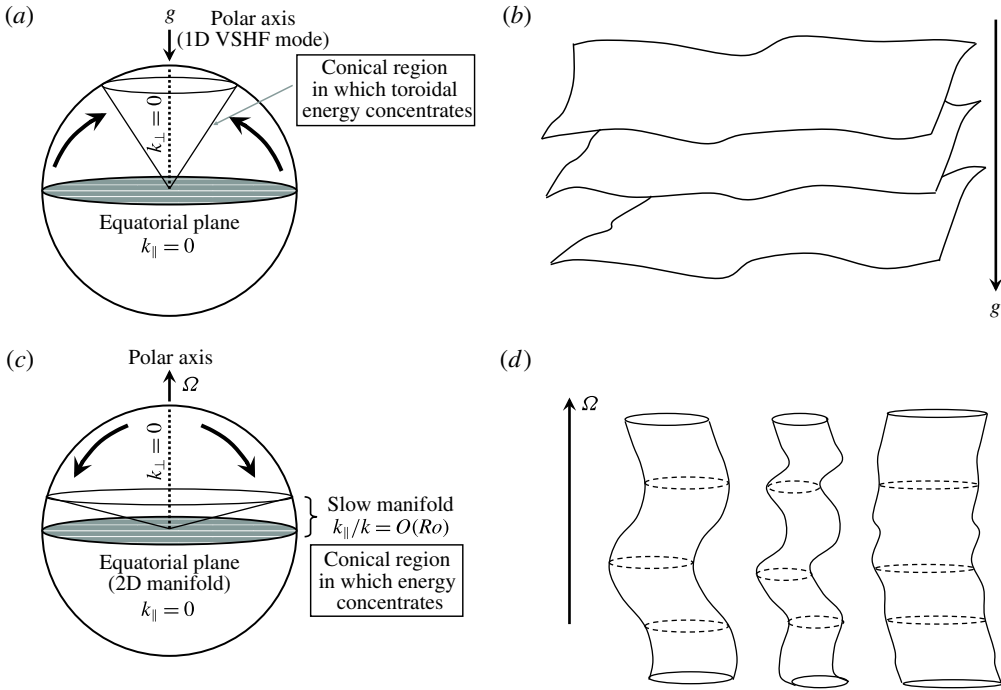 (a)
g
Polar axis
(1D VSHF mode)
Conical region
in which toroidal
energy concentrates
k⊥ = 0
Equatorial plane
k∥ = 0
(b)
g
(c)
Polar axis
Ω
k⊥ = 0
Slow manifold
k∥/k = O(Ro)
Equatorial plane
(2D manifold)
k∥ = 0
Conical region
in which energy
concentrates
(d)
Ω